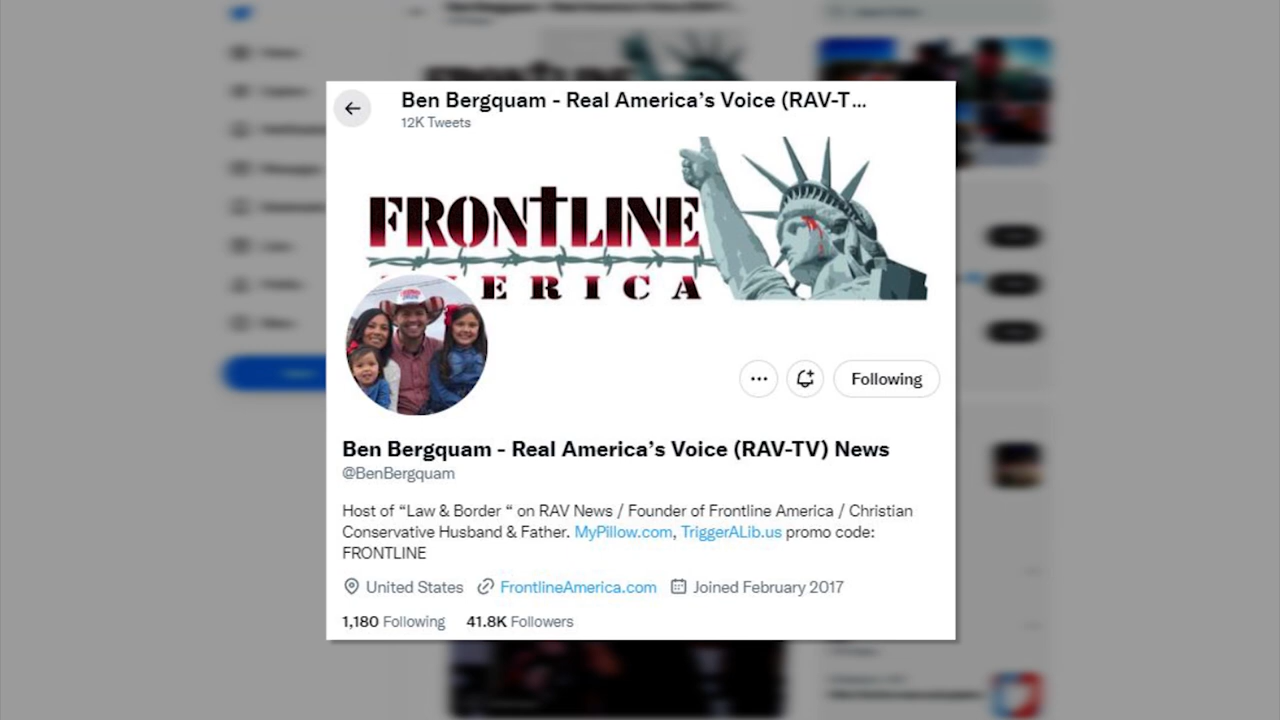 Ben Bergquam - Real America’s Voice (RAV-T...
12K Tweets
FRONTLINE
ERICA
Following
Ben Bergquam - Real America’s Voice (RAV-TV) News
@BenBergquam
Host of “Law & Border “ on RAV News / Founder of Frontline America / Christian
Conservative Husband & Father. MyPillow.com, TriggerALib.us promo code:
FRONTLINE
United States FrontlineAmerica.com Joined February 2017
1,180 Following 41.8K Followers